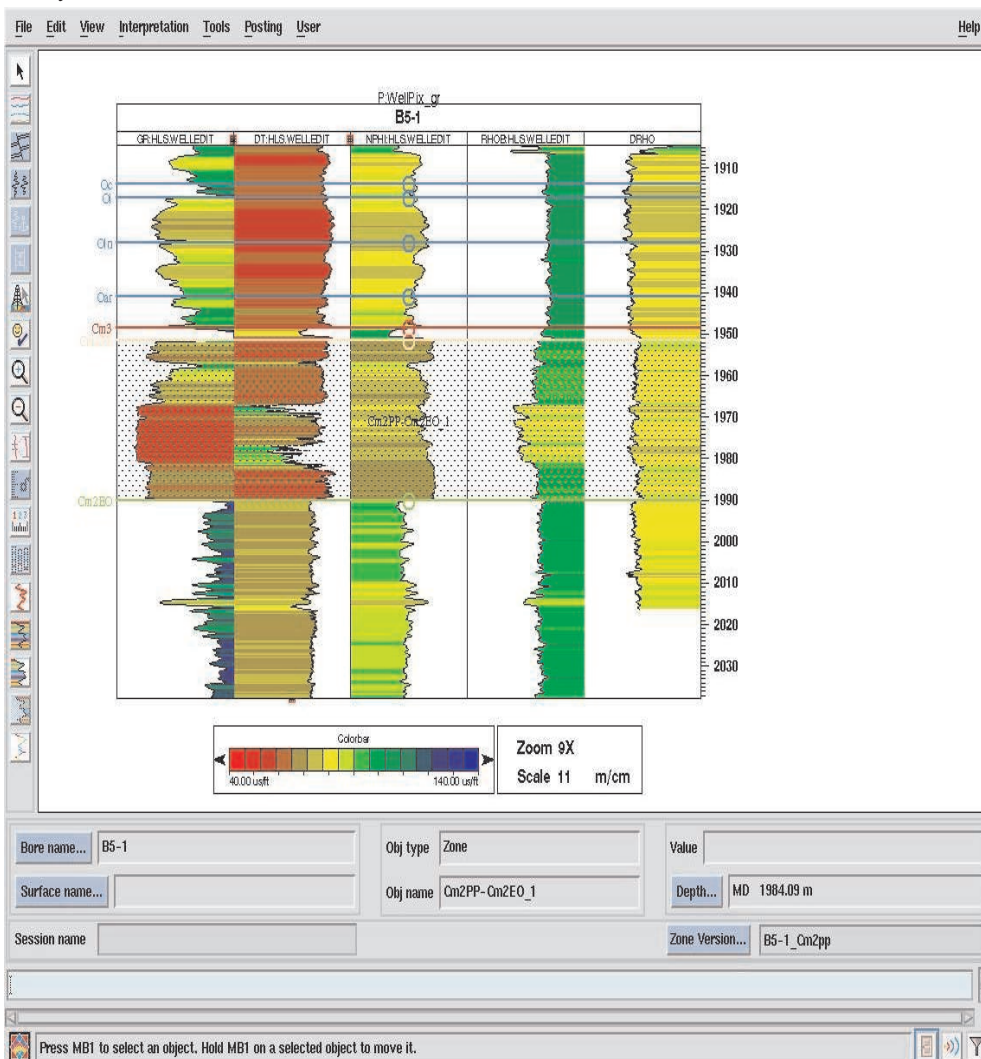 File Edit View Interpretation Tools Posting User Help
P:WellPix_gr
B5-1
GR:HLS.WELLEDIT DT:HLS.WELLEDIT NPHI:HLS.WELLEDIT RHOB:HLS.WELLEDIT DRHO
1910
Oc
Ol
1920
Oln
1930
Oar
1940
Cm3
1950
1960
1970
Cm2PP-Cm2EO_1
1980
Cm2EO
1990
2000
2010
2020
2030
Colorbar
40.00 us/ft 140.00 us/ft
Zoom 9X
Scale 11 m/cm
Bore name... B5-1 Obj type Zone Value
Surface name... Obj name Cm2PP-Cm2EO_1 Depth... MD 1984.09 m
Session name Zone Version... B5-1_Cm2pp
Press MB1 to select an object. Hold MB1 on a selected object to move it.